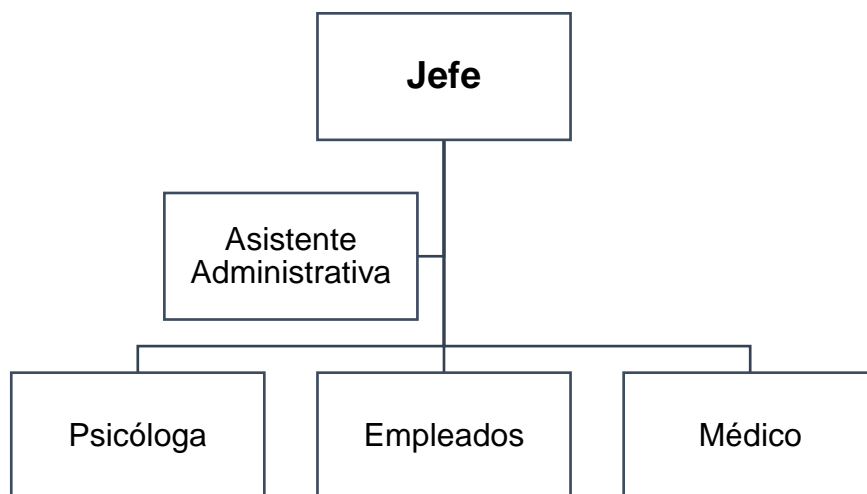 Jefe
Asistente
Administrativa
Psicóloga
Empleados
Médico